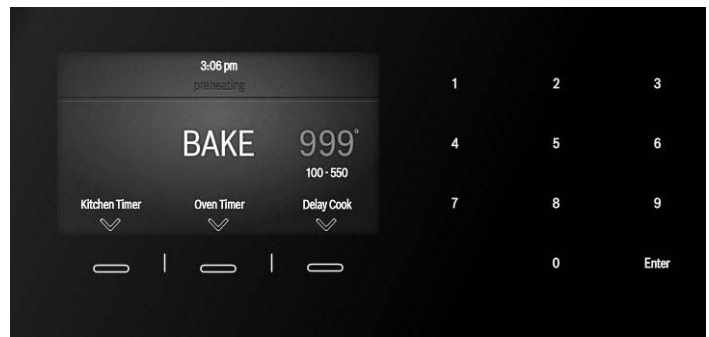 3:06 pm
preheating
BAKE 999°
100 - 550
Kitchen Timer Oven Timer Delay Cook
1 2 3
4 5 6
7 8 9
0 Enter